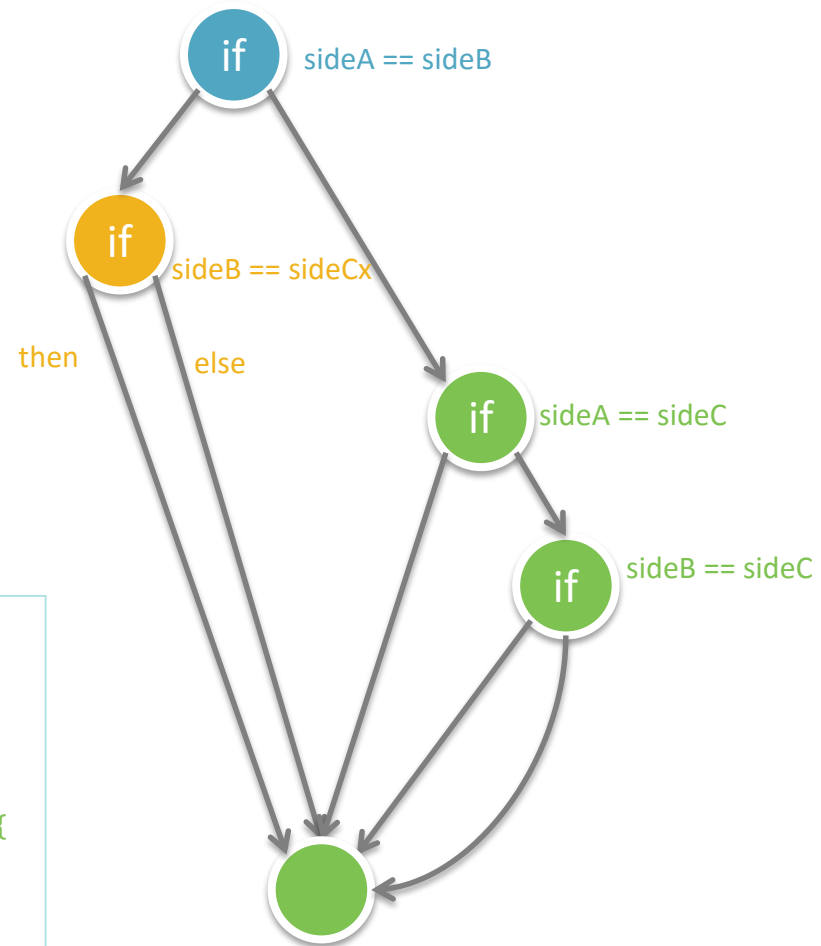 if
sideA == sideB
if
sideB == sideCx
then
else
if
sideA == sideC
if
sideB == sideC
{